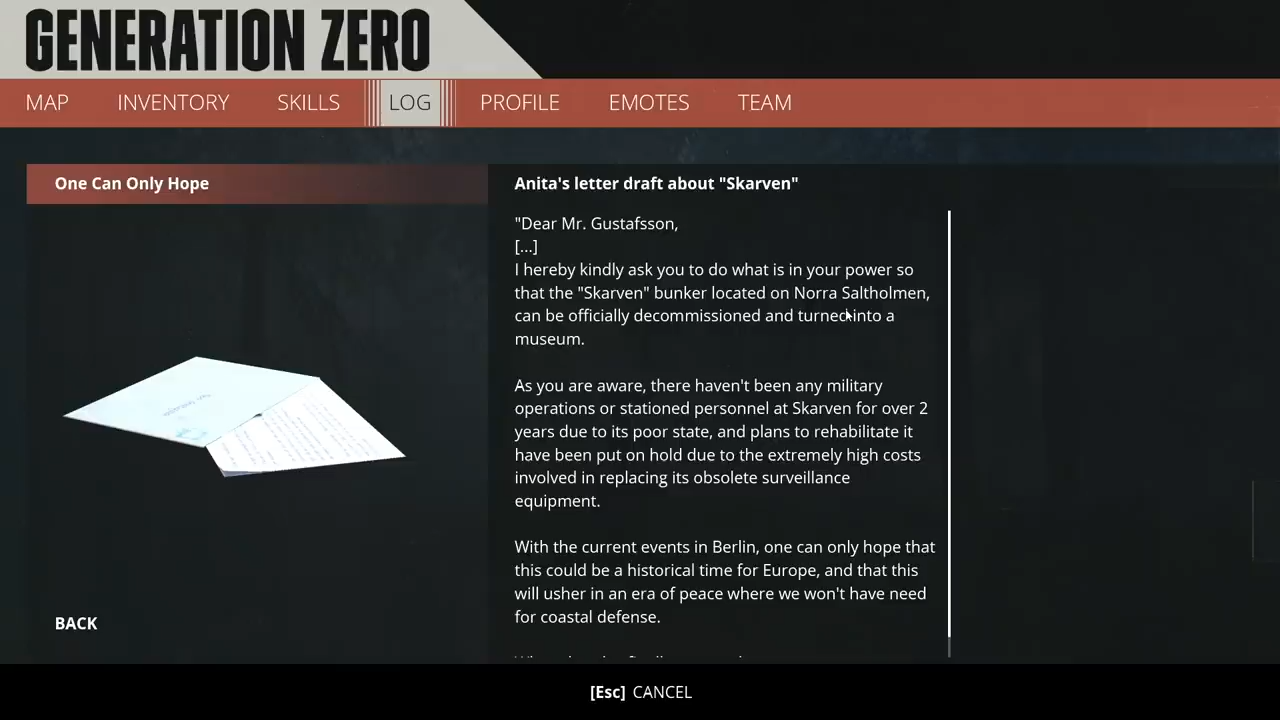 GENERATION ZERO
MAP INVENTORY SKILLS LOG PROFILE EMOTES TEAM
One Can Only Hope
Anita's letter draft about "Skarven"
"Dear Mr. Gustafsson,
[...]
I hereby kindly ask you to do what is in your power so
that the "Skarven" bunker located on Norra Saltholmen,
can be officially decommissioned and turned into a
museum.
As you are aware, there haven't been any military
operations or stationed personnel at Skarven for over 2
years due to its poor state, and plans to rehabilitate it
have been put on hold due to the extremely high costs
involved in replacing its obsolete surveillance
equipment.
With the current events in Berlin, one can only hope that
this could be a historical time for Europe, and that this
will usher in an era of peace where we won't have need
for coastal defense.
BACK
[Esc] CANCEL